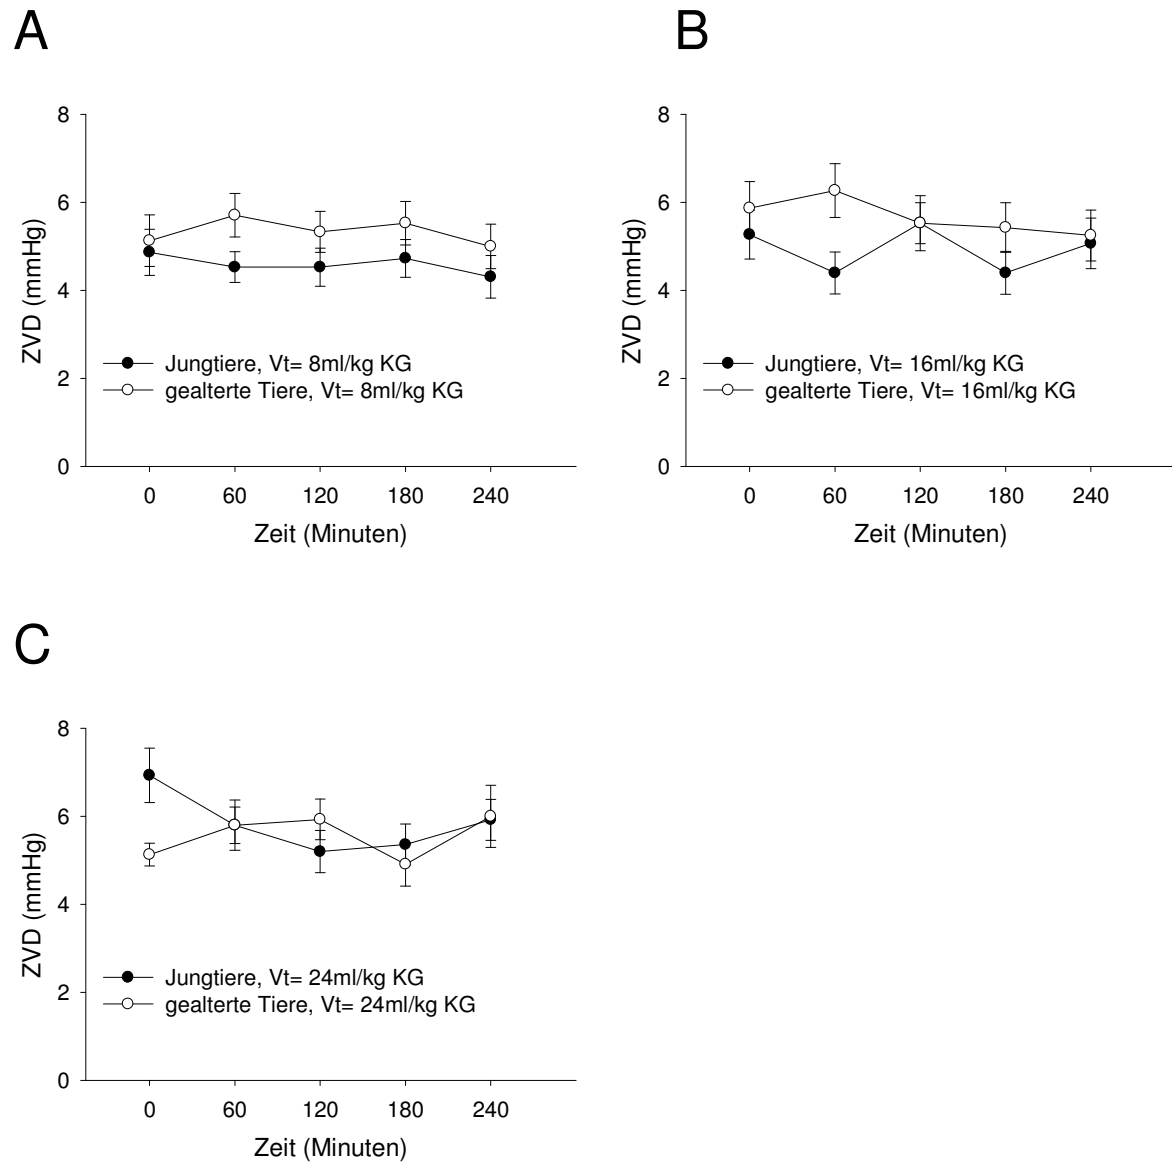 A
8
6
4
2
0
ZVD (mmHg)
Jungtiere, Vt= 8ml/kg KG
gealterte Tiere, Vt= 8ml/kg KG
0 60 120 180 240
Zeit (Minuten)
B
8
6
4
2
0
ZVD (mmHg)
Jungtiere, Vt= 16ml/kg KG
gealterte Tiere, Vt= 16ml/kg KG
0 60 120 180 240
Zeit (Minuten)
C
8
6
4
2
0
ZVD (mmHg)
Jungtiere, Vt= 24ml/kg KG
gealterte Tiere, Vt= 24ml/kg KG
0 60 120 180 240
Zeit (Minuten)